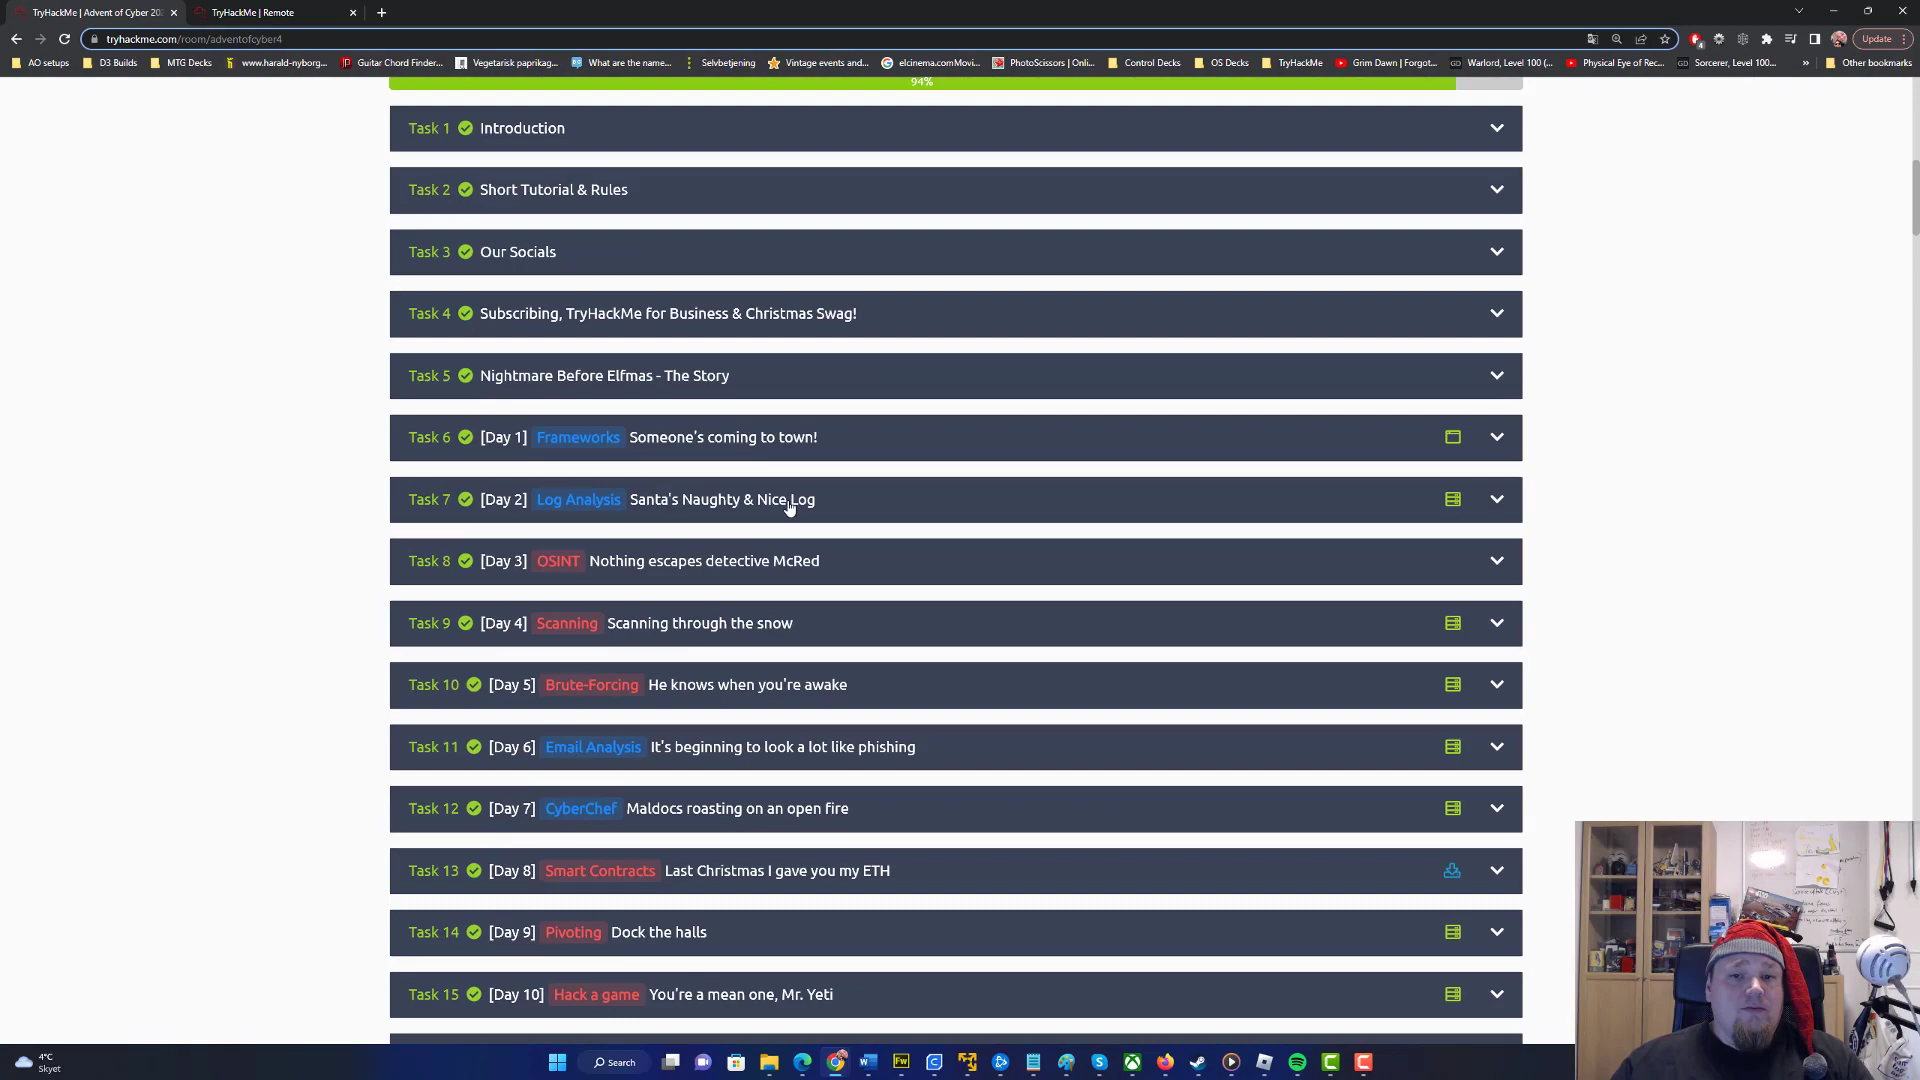 TryHackMe | Advent of Cyber 202
TryHackMe | Remote
tryhackme.com/room/adventofcyber4
Update
AO setups
D3 Builds
MTG Decks
www.harald-nyborg...
Guitar Chord Finder...
Vegetarisk paprikag...
What are the name...
Selvbetjening
Vintage events and...
elcinema.comMovi...
PhotoScissors | Onli...
Control Decks
OS Decks
TryHackMe
Grim Dawn | Forgot...
Warlord, Level 100 (...
Physical Eye of Rec...
Sorcerer, Level 100...
Other bookmarks
94%
Task 1 Introduction
Task 2 Short Tutorial & Rules
Task 3 Our Socials
Task 4 Subscribing, TryHackMe for Business & Christmas Swag!
Task 5 Nightmare Before Elfmas - The Story
Task 6 [Day 1] Frameworks Someone's coming to town!
Task 7 [Day 2] Log Analysis Santa's Naughty & Nice Log
Task 8 [Day 3] OSINT Nothing escapes detective McRed
Task 9 [Day 4] Scanning Scanning through the snow
Task 10 [Day 5] Brute-Forcing He knows when you're awake
Task 11 [Day 6] Email Analysis It's beginning to look a lot like phishing
Task 12 [Day 7] CyberChef Maldocs roasting on an open fire
Task 13 [Day 8] Smart Contracts Last Christmas I gave you my ETH
Task 14 [Day 9] Pivoting Dock the halls
Task 15 [Day 10] Hack a game You're a mean one, Mr. Yeti
4°C
Skyet
Search